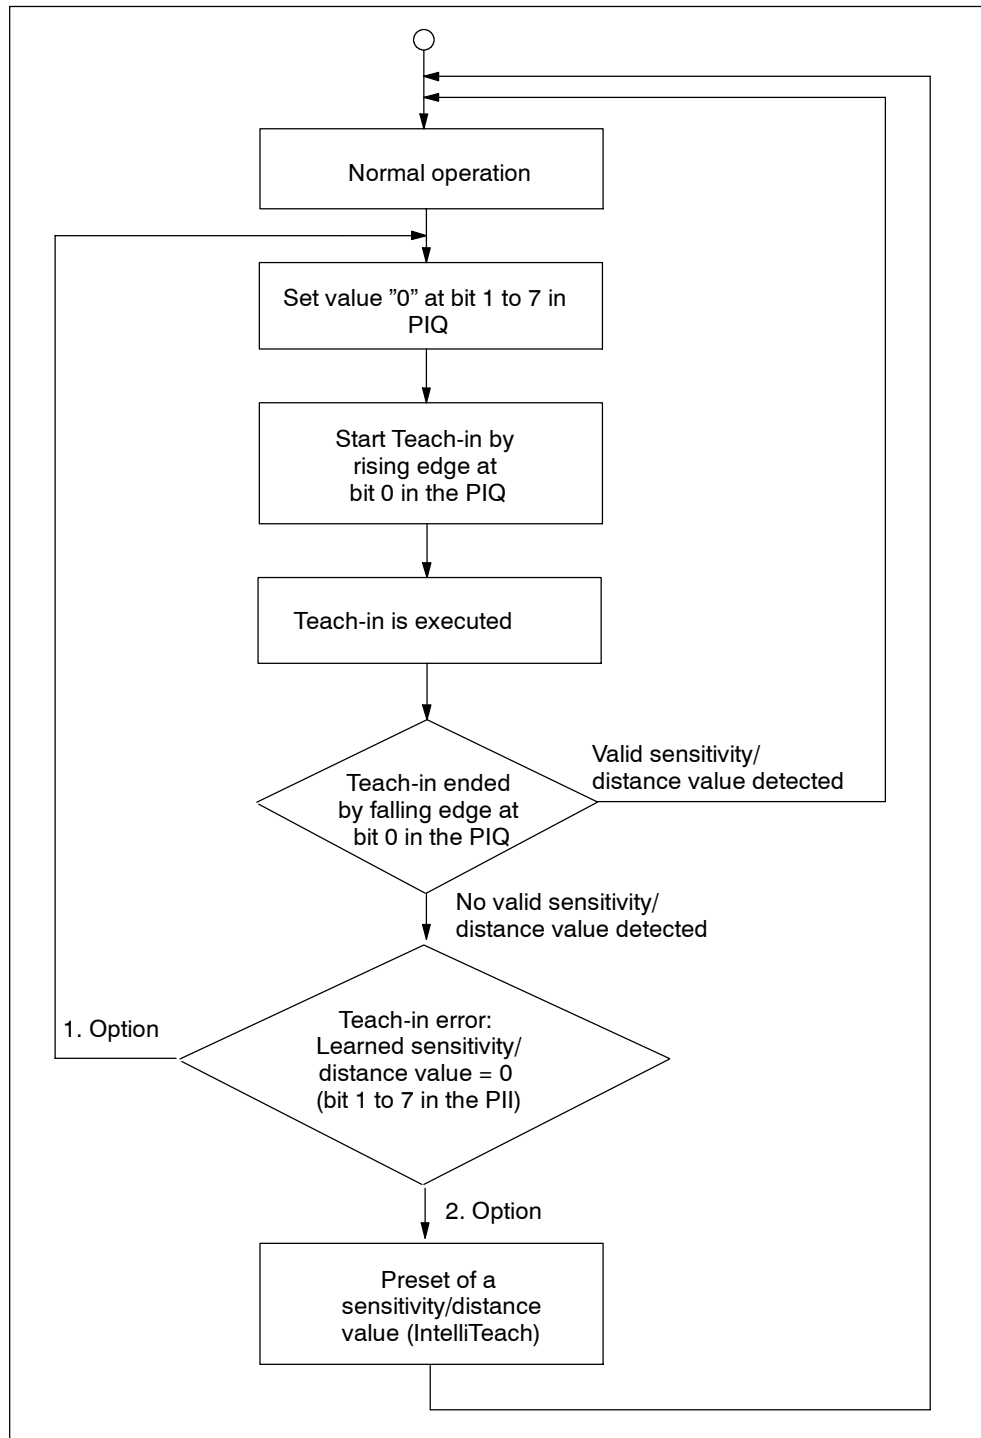 Normal operation
Set value ”0” at bit 1 to 7 in
PIQ
Start Teach-in by
rising edge at
bit 0 in the PIQ
Teach-in is executed
Valid sensitivity/
distance value detected
Teach-in ended
by falling edge at
bit 0 in the PIQ
No valid sensitivity/
distance value detected
1. Option
Teach-in error:
Learned sensitivity/
distance value = 0
(bit 1 to 7 in the PII)
2. Option
Preset of a
sensitivity/distance
value (IntelliTeach)